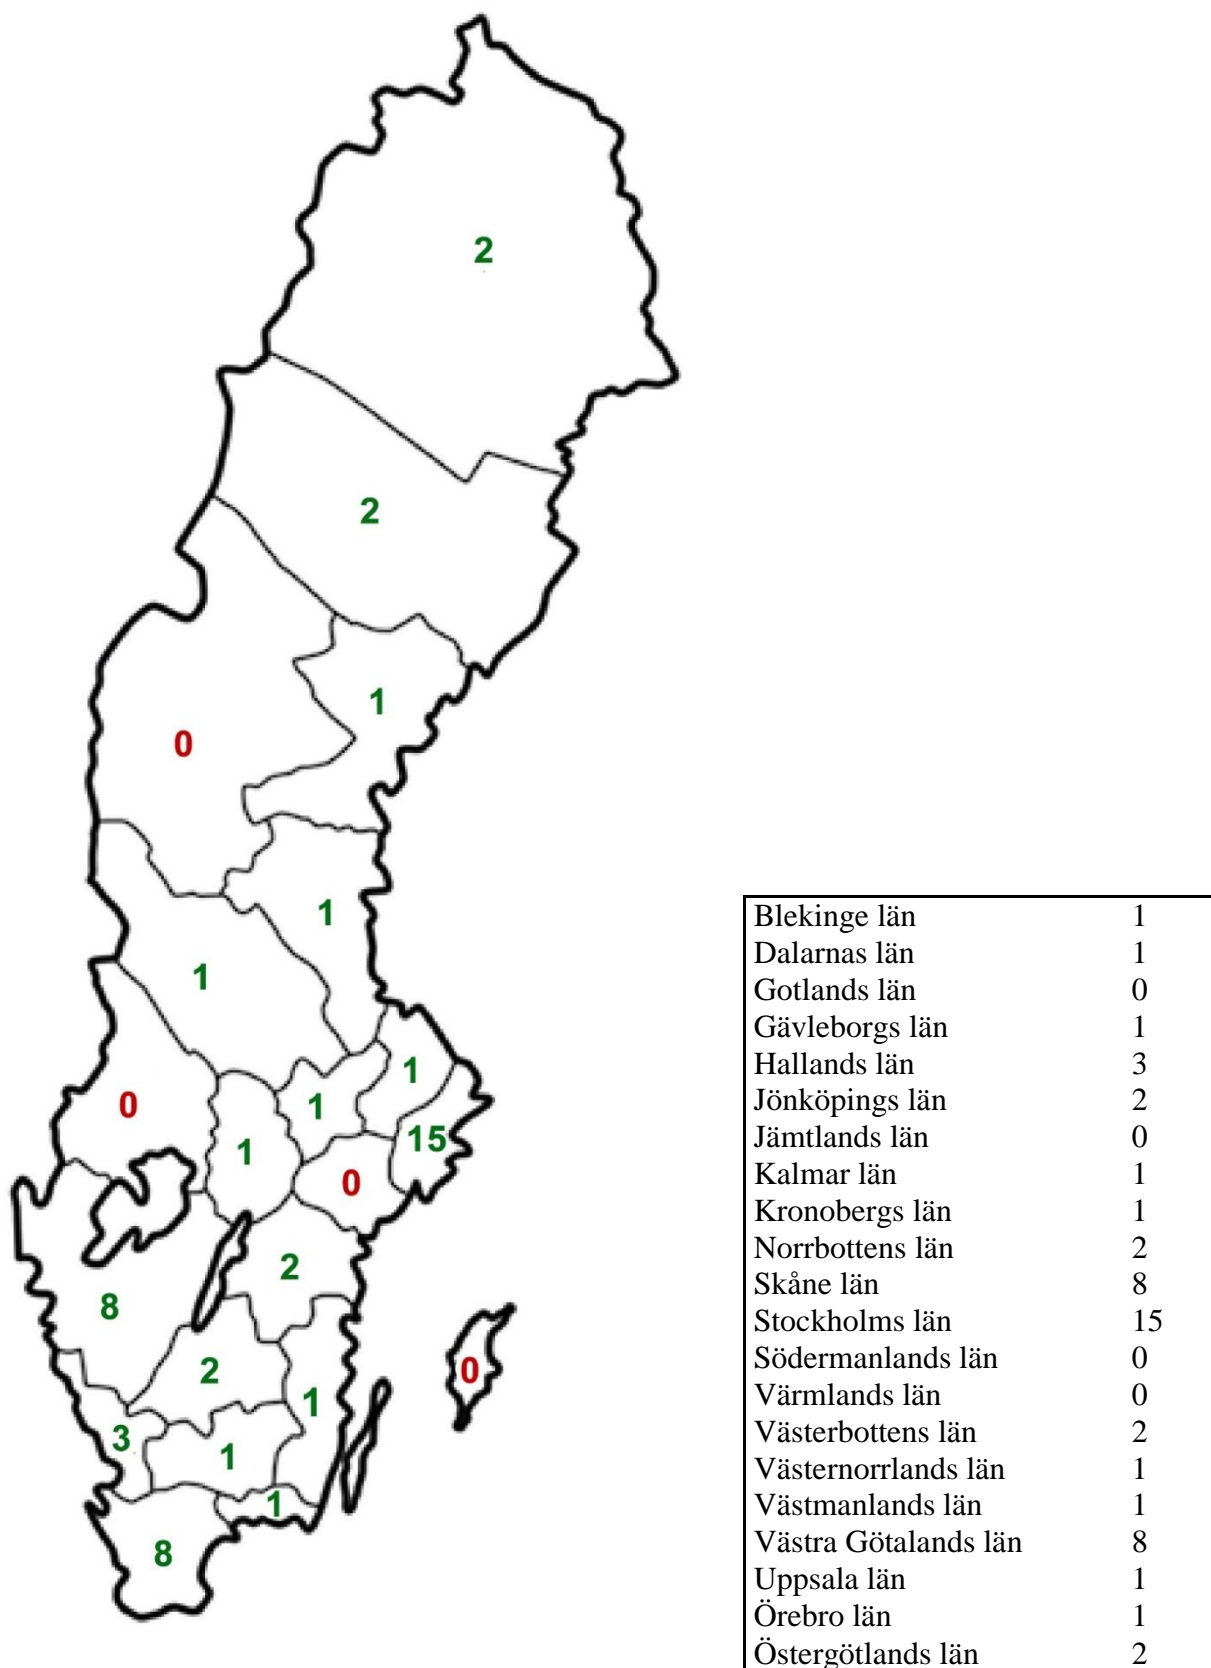 2
2
1
0
1
1
1
0
1
15
1
0
2
8
2
0
1
3
1
1
8
Blekinge län 1
Dalarnas län 1
Gotlands län 0
Gävleborgs län 1
Hallands län 3
Jönköpings län 2
Jämtlands län 0
Kalmar län 1
Kronobergs län 1
Norrbottens län 2
Skåne län 8
Stockholms län 15
Södermanlands län 0
Värmlands län 0
Västerbottens län 2
Västernorrlands län 1
Västmanlands län 1
Västra Götalands län 8
Uppsala län 1
Örebro län 1
Östergötlands län 2